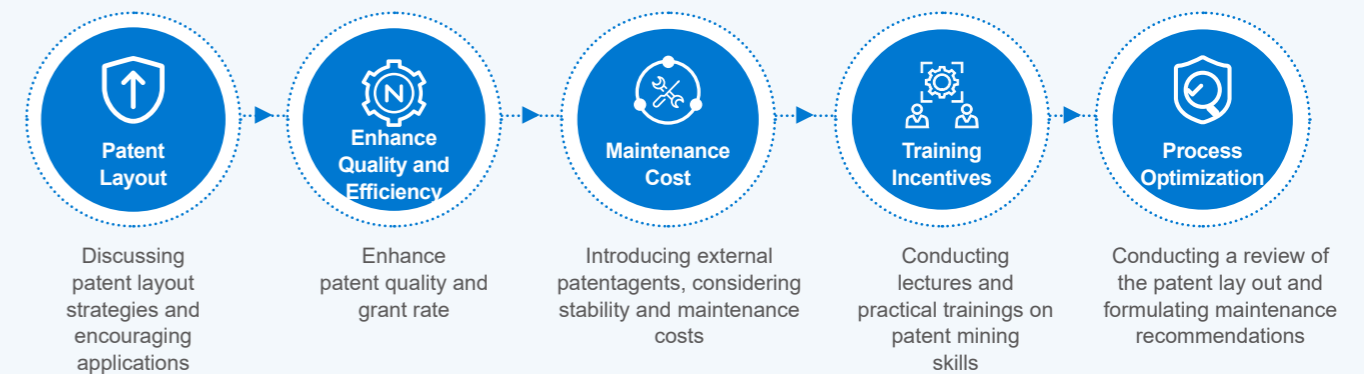 Patent
Layout
Discussing
patent layout
strategies and
encouraging
applications
N
Enhance
Quality and
Efficiency
Enhance
patent quality and
grant rate
Maintenance
Cost
Introducing external
patentagents, considering
stability and maintenance
costs
Training
Incentives
Conducting
lectures and
practical trainings on
patent mining
skills
Process
Optimization
Conducting a review of
the patent lay out and
formulating maintenance
recommendations